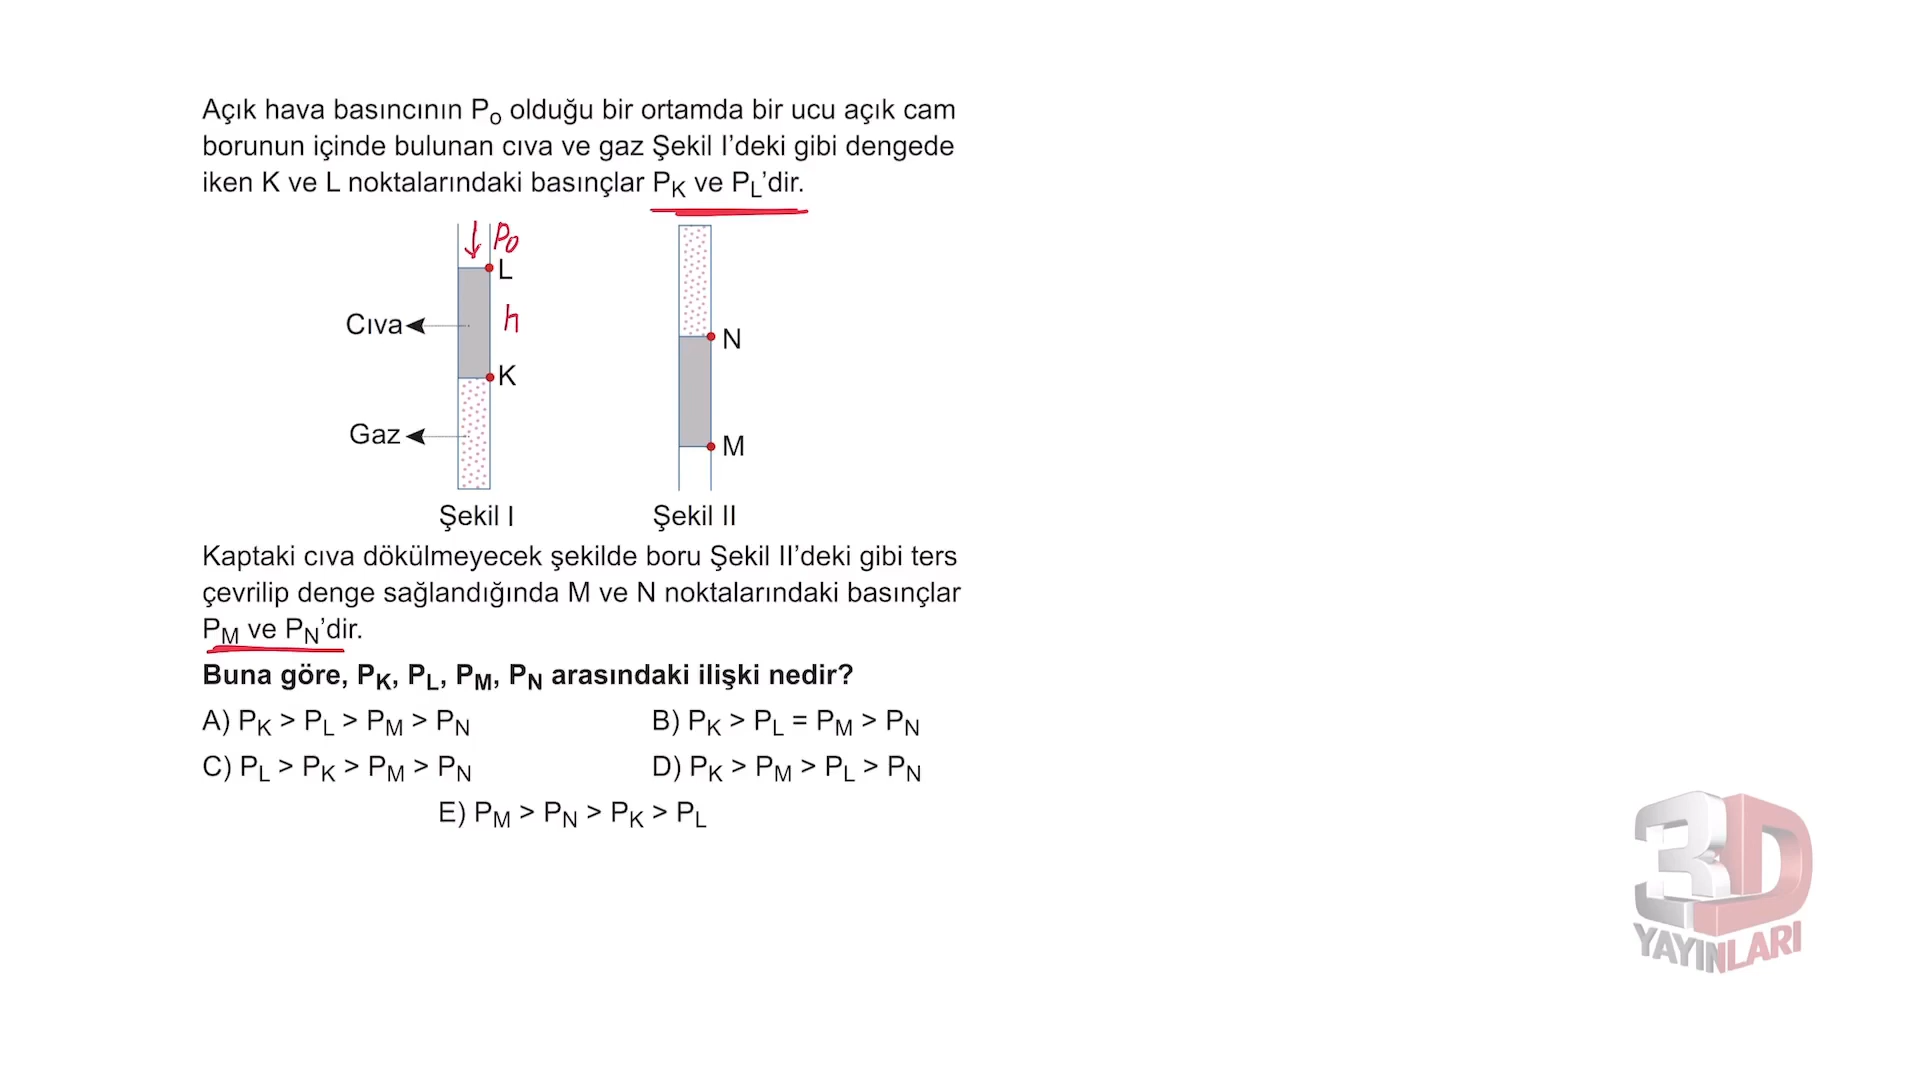 Açık hava basıncının Po olduğu bir ortamda bir ucu açık cam
borunun içinde bulunan cıva ve gaz Şekil I’deki gibi dengede
iken K ve L noktalarındaki basınçlar PK ve PL’dir.
Po
L
h
Cıva
N
K
Gaz
M
Şekil I
Şekil II
Kaptaki cıva dökülmeyecek şekilde boru Şekil II’deki gibi ters
çevrilip denge sağlandığında M ve N noktalarındaki basınçlar
PM ve PN’dir.
Buna göre, PK, PL, PM, PN arasındaki ilişki nedir?
A) PK > PL > PM > PN
B) PK > PL = PM > PN
C) PL > PK > PM > PN
D) PK > PM > PL > PN
E) PM > PN > PK > PL
3D
YAYINLARI